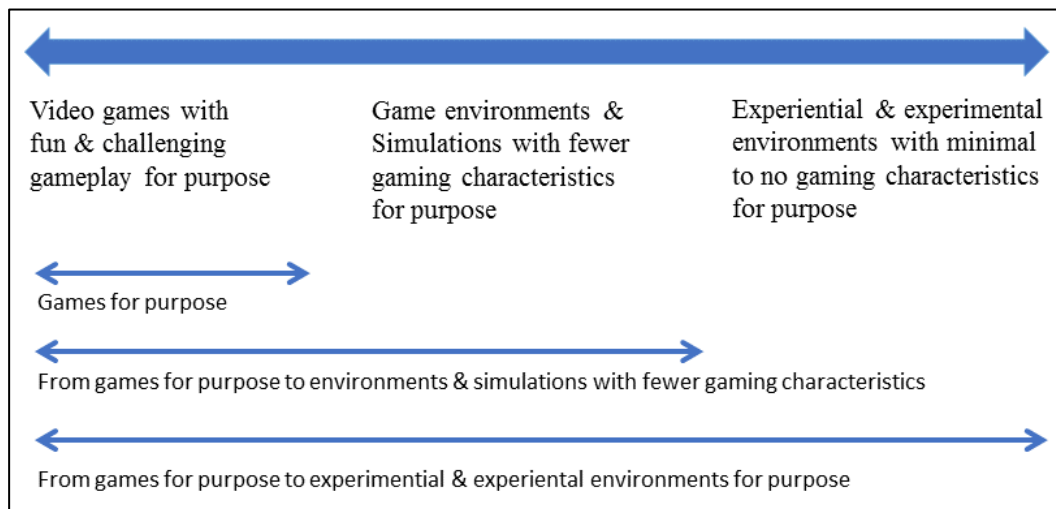 Video games with
fun & challenging
gameplay for purpose
Game environments &
Simulations with fewer
gaming characteristics
for purpose
Experiential & experimental
environments with minimal
to no gaming characteristics
for purpose
Games for purpose
From games for purpose to environments & simulations with fewer gaming characteristics
From games for purpose to experimential & experiental environments for purpose